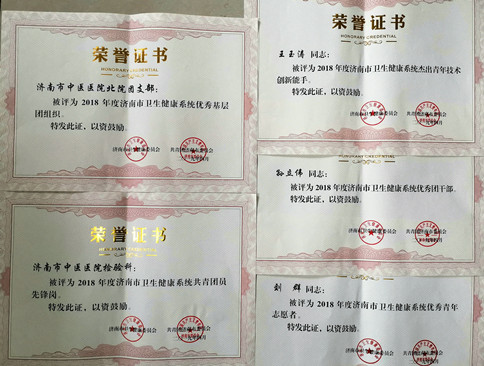 荣誉证书
HONORARY CREDENTIAL
济南市中医医院北院团支部：
被评为2018年度济南市卫生健康系统优秀基层
团组织。
特发此证，以资鼓励。
荣誉证书
HONORARY CREDENTIAL
济南市中医医院检验科：
被评为2018年度济南市卫生健康系统共青团员
先锋岗。
特发此证，以资鼓励。
荣誉证书
HONORARY CREDENTIAL
王玉涛 同志：
被评为2018年度济南市卫生健康系统杰出青年技术
创新能手。
特发此证，以资鼓励。
HONORARY CREDENTIAL
孙立伟 同志：
被评为2018年度济南市卫生健康系统优秀团干部。
特发此证，以资鼓励。
刘 群 同志：
被评为2018年度济南市卫生健康系统优秀青年
志愿者。
特发此证，以资鼓励。